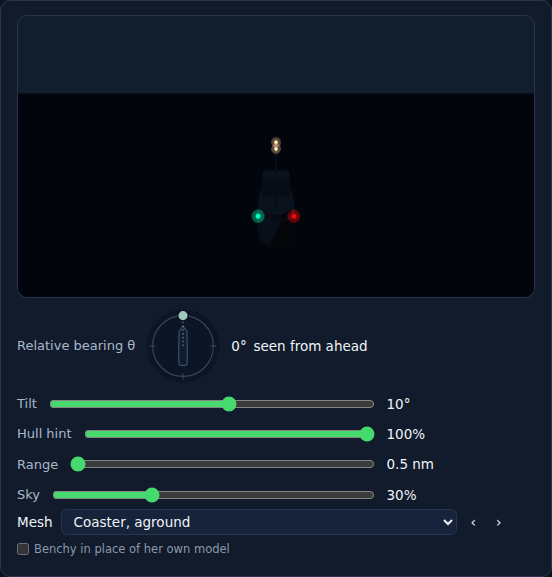 Relative bearing θ 0° seen from ahead
Tilt 10°
Hull hint 100%
Range 0.5 nm
Sky 30%
Mesh Coaster, aground ‹ ›
Benchy in place of her own model